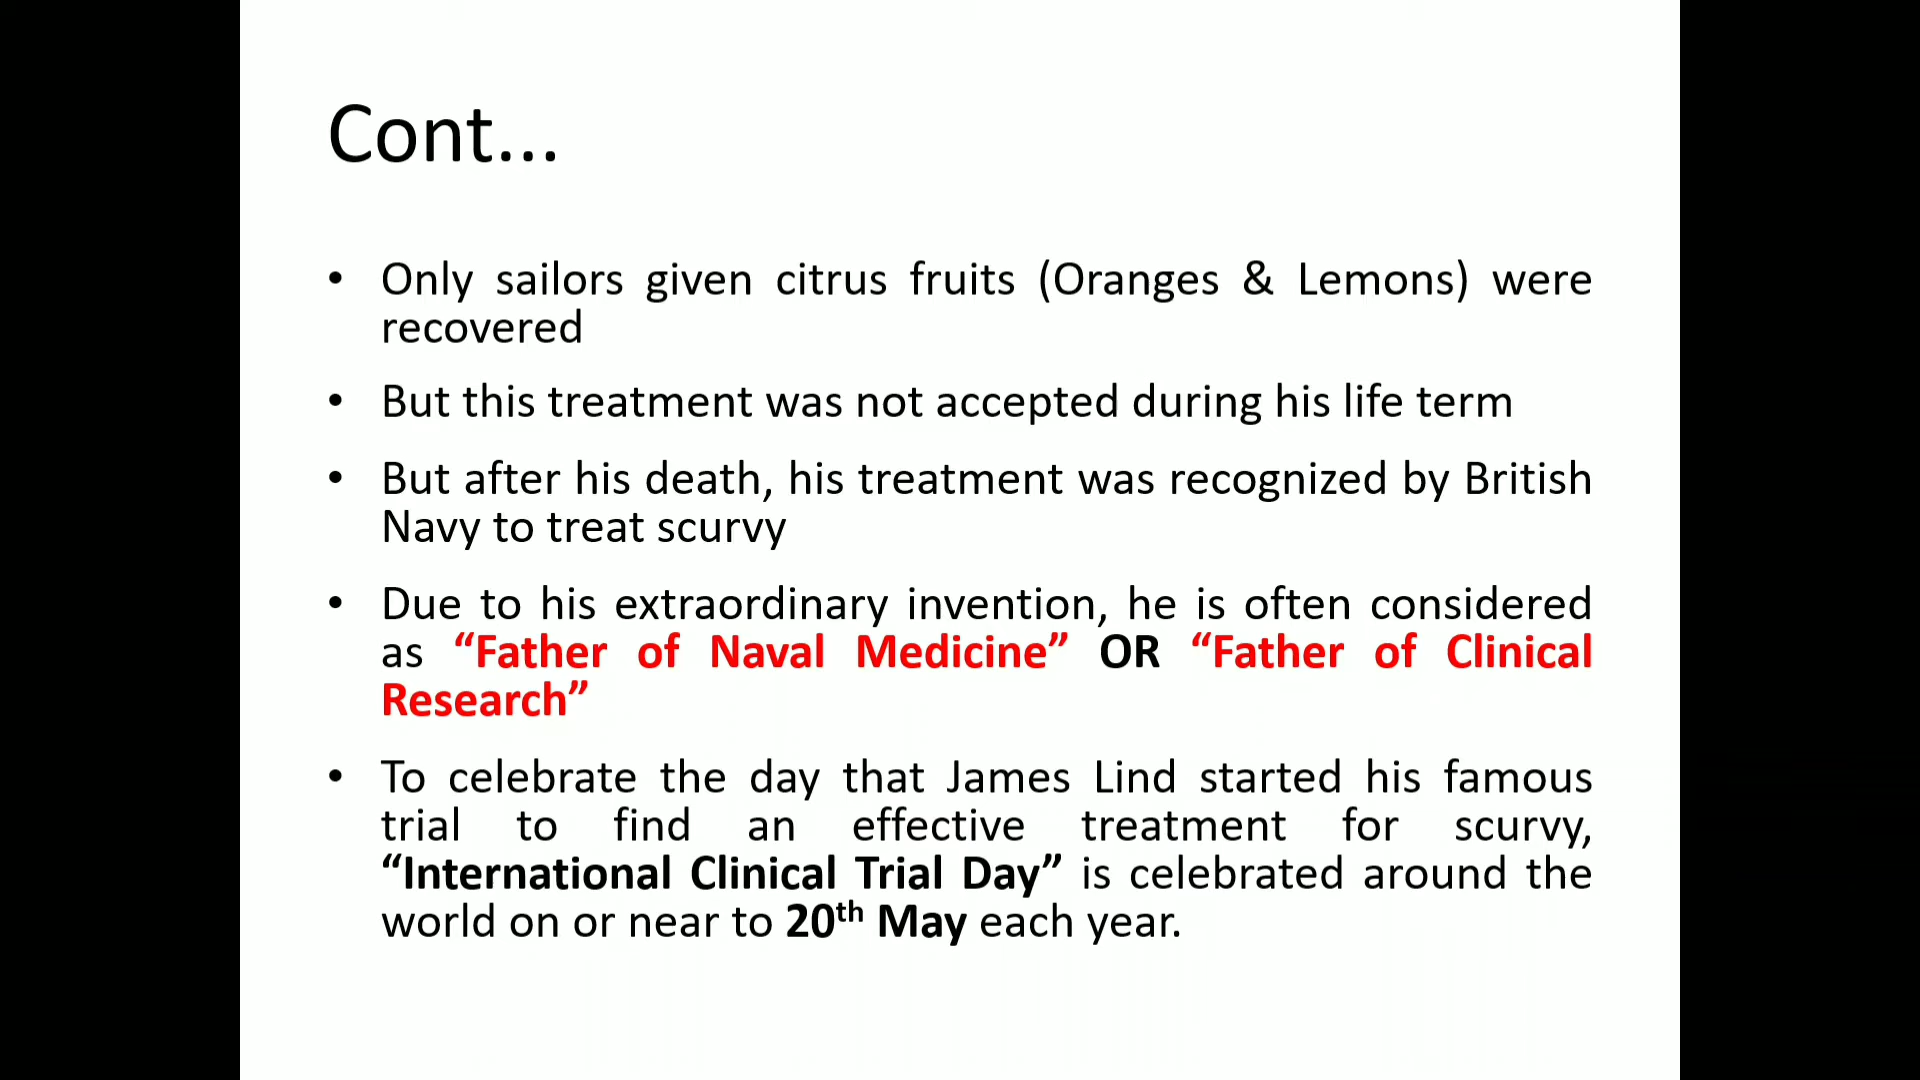 Cont...
• Only sailors given citrus fruits (Oranges & Lemons) were
recovered
• But this treatment was not accepted during his life term
• But after his death, his treatment was recognized by British
Navy to treat scurvy
• Due to his extraordinary invention, he is often considered
as “Father of Naval Medicine” OR “Father of Clinical
Research”
• To celebrate the day that James Lind started his famous
trial to find an effective treatment for scurvy,
“International Clinical Trial Day” is celebrated around the
world on or near to 20th May each year.